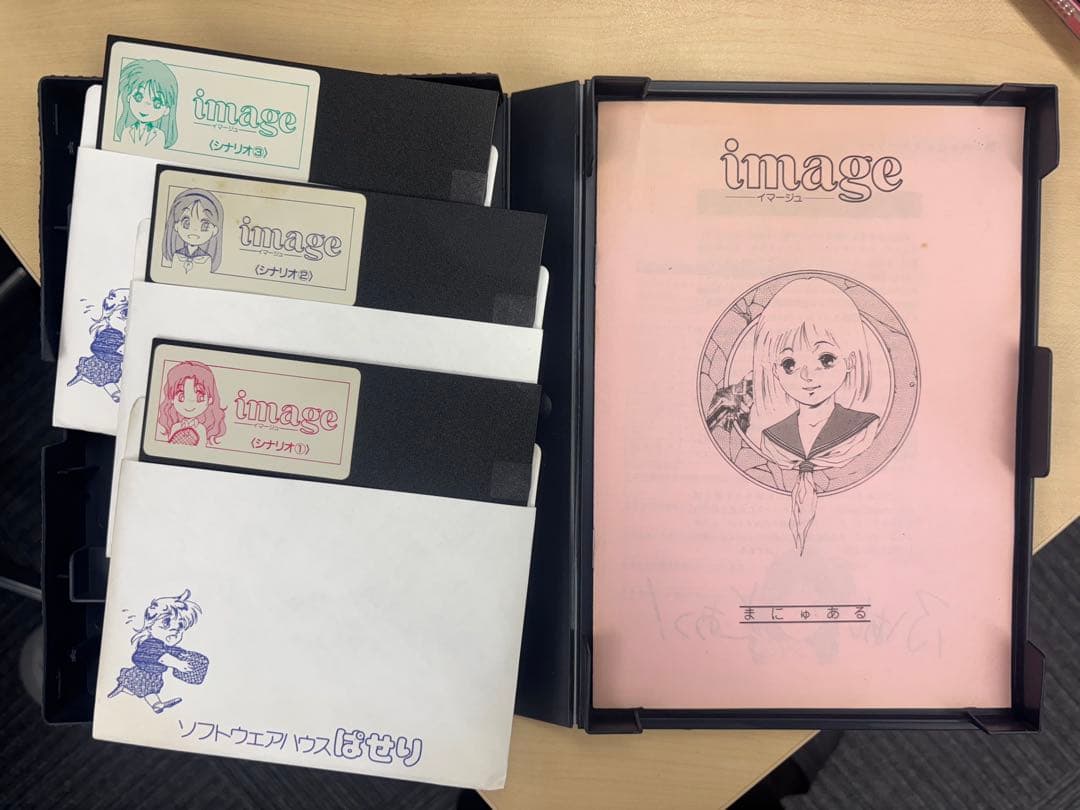 image
イマージュ
〈シナリオ③〉
image
イマージュ
〈シナリオ②〉
image
イマージュ
〈シナリオ①〉
ソフトウェアハウスぱせり
image
イマージュ
まにゅある